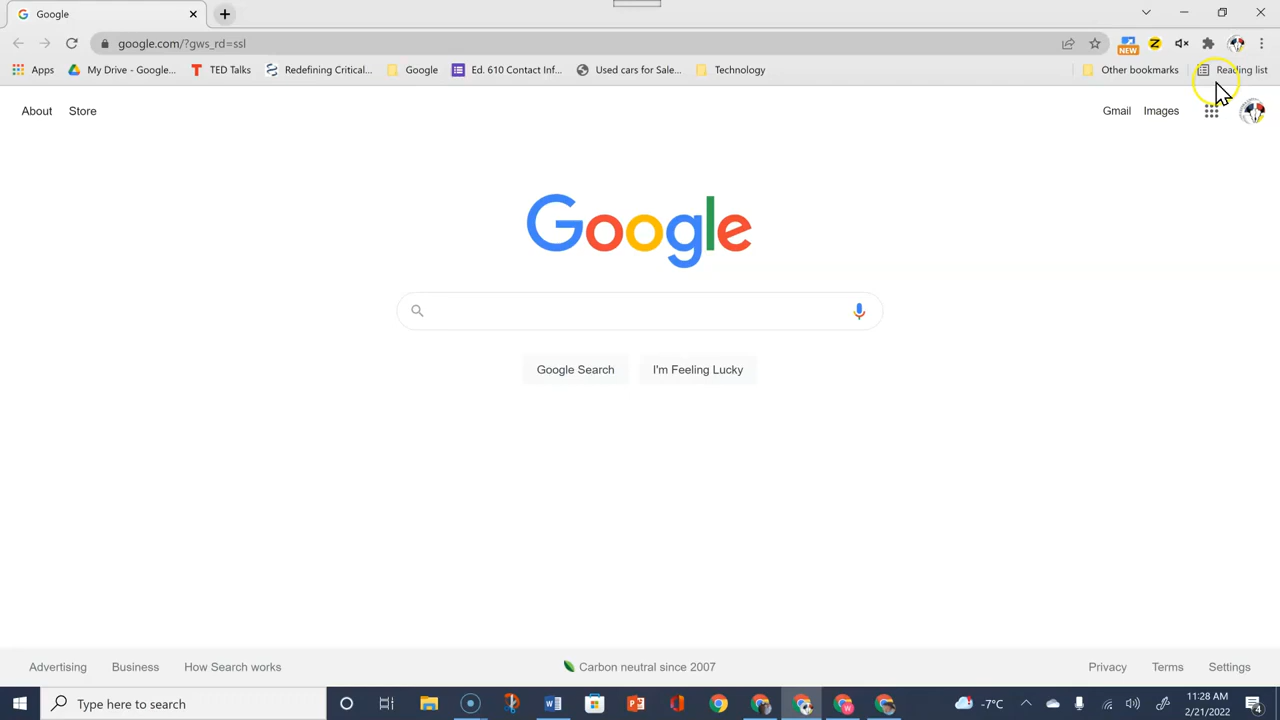 Google
google.com/?gws_rd=ssl
NEW
Apps My Drive - Google... TED Talks Redefining Critical... Google Ed. 610 Contact Inf... Used cars for Sale... Technology Other bookmarks Reading list
About Store Gmail Images
Google
Google Search I'm Feeling Lucky
Advertising Business How Search works Carbon neutral since 2007 Privacy Terms Settings
Type here to search -7°C 11:28 AM
2/21/2022